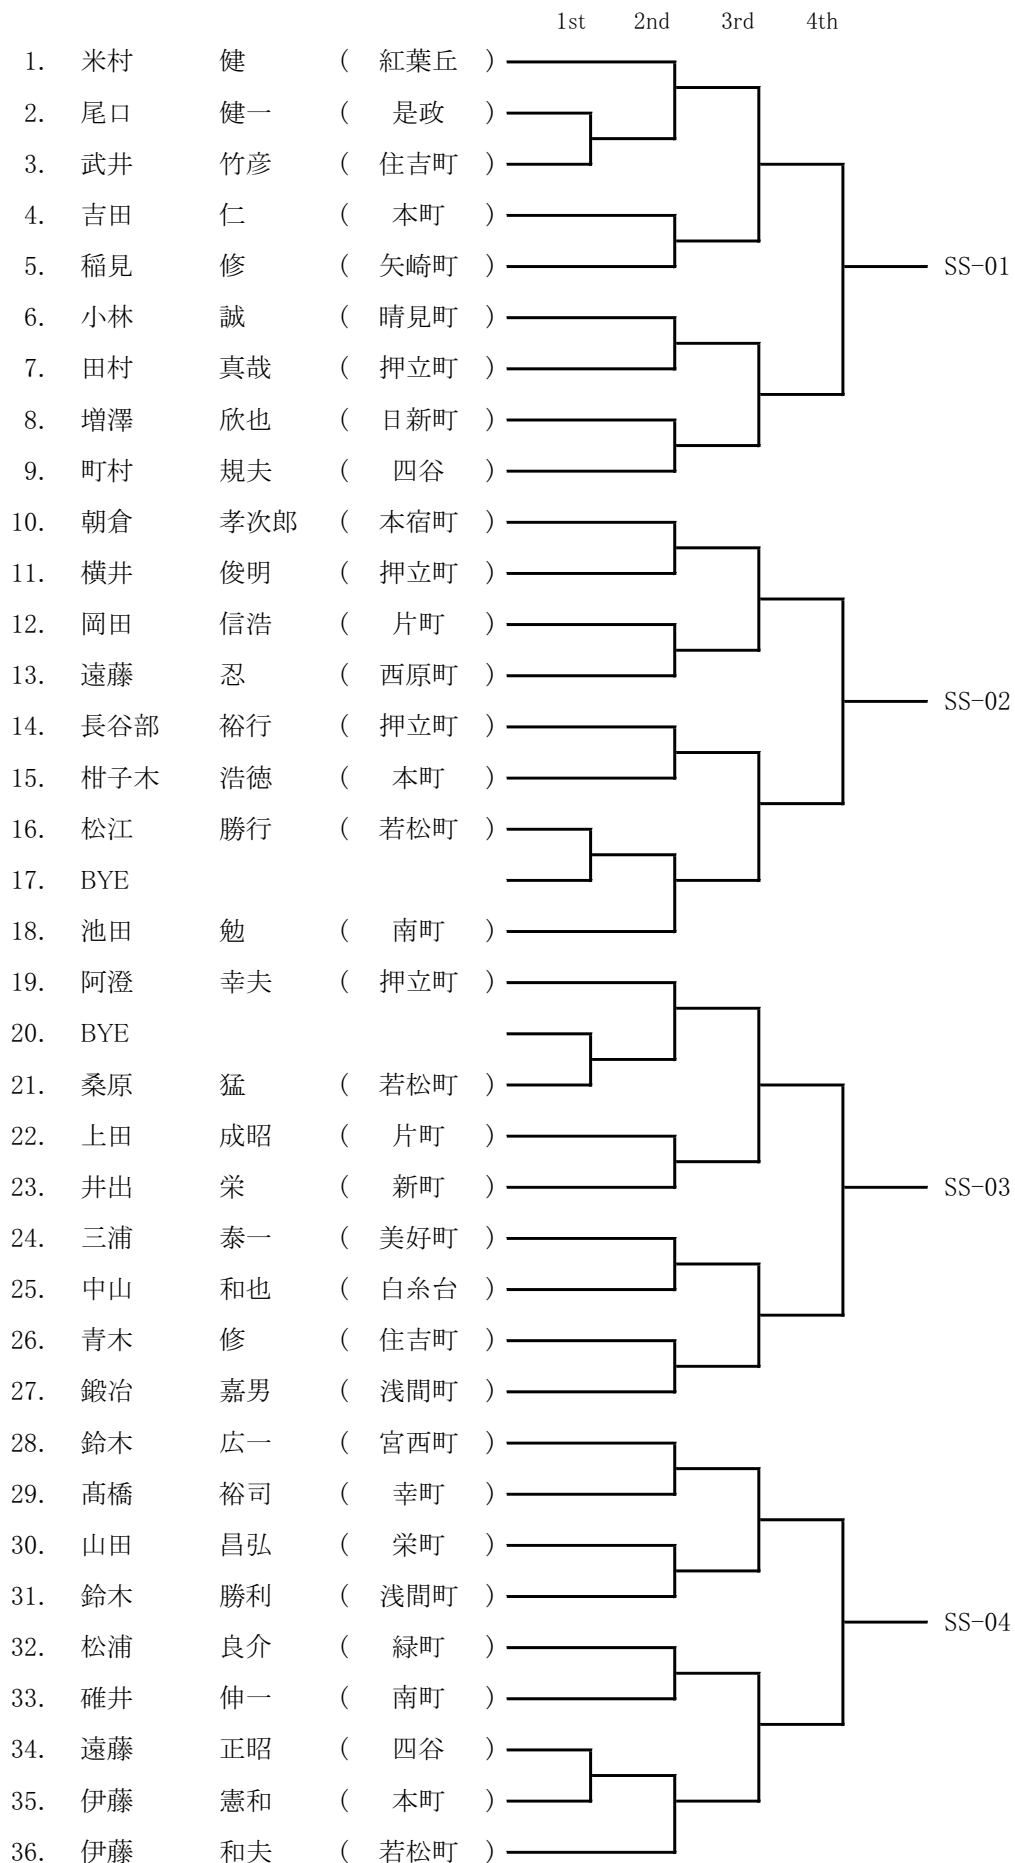 1st 2nd 3rd 4th
1. 米村 健 ( 紅葉丘 )
2. 尾口 健一 ( 是政 )
3. 武井 竹彦 ( 住吉町 )
4. 吉田 仁 ( 本町 )
5. 稲見 修 ( 矢崎町 ) SS-01
6. 小林 誠 ( 晴見町 )
7. 田村 真哉 ( 押立町 )
8. 増澤 欣也 ( 日新町 )
9. 町村 規夫 ( 四谷 )
10. 朝倉 孝次郎 ( 本宿町 )
11. 横井 俊明 ( 押立町 )
12. 岡田 信浩 ( 片町 )
13. 遠藤 忍 ( 西原町 )
SS-02
14. 長谷部 裕行 ( 押立町 )
15. 柑子木 浩徳 ( 本町 )
16. 松江 勝行 ( 若松町 )
17. BYE
18. 池田 勉 ( 南町 )
19. 阿澄 幸夫 ( 押立町 )
20. BYE
21. 桑原 猛 ( 若松町 )
22. 上田 成昭 ( 片町 )
23. 井出 栄 ( 新町 ) SS-03
24. 三浦 泰一 ( 美好町 )
25. 中山 和也 ( 白糸台 )
26. 青木 修 ( 住吉町 )
27. 鍛冶 嘉男 ( 浅間町 )
28. 鈴木 広一 ( 宮西町 )
29. 髙橋 裕司 ( 幸町 )
30. 山田 昌弘 ( 栄町 )
31. 鈴木 勝利 ( 浅間町 )
SS-04
32. 松浦 良介 ( 緑町 )
33. 碓井 伸一 ( 南町 )
34. 遠藤 正昭 ( 四谷 )
35. 伊藤 憲和 ( 本町 )
36. 伊藤 和夫 ( 若松町 )